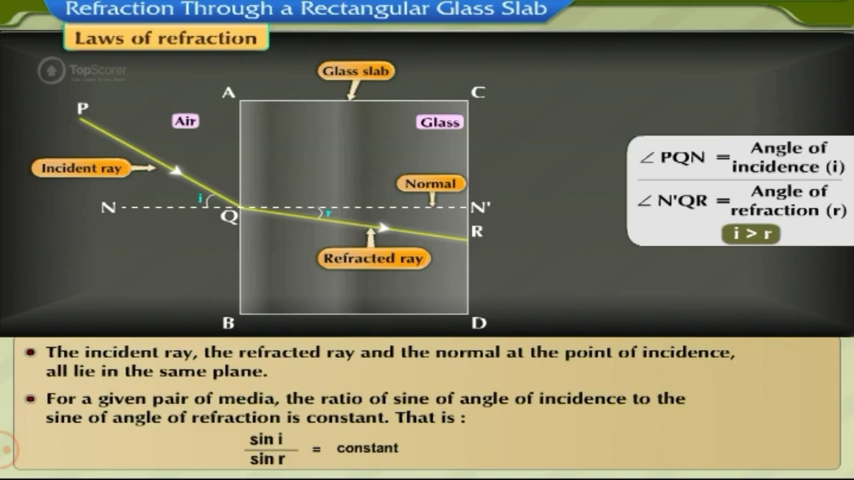 Refraction Through a Rectangular Glass Slab
Laws of refraction
TopScorer
Glass slab
A
C
P
Air
Glass
Incident ray
Normal
i
N
N'
Q
r
R
Refracted ray
B
D
∠ PQN = Angle of incidence (i)
∠ N'QR = Angle of refraction (r)
i > r
The incident ray, the refracted ray and the normal at the point of incidence,
all lie in the same plane.
For a given pair of media, the ratio of sine of angle of incidence to the
sine of angle of refraction is constant. That is :
sin i
sin r
= constant